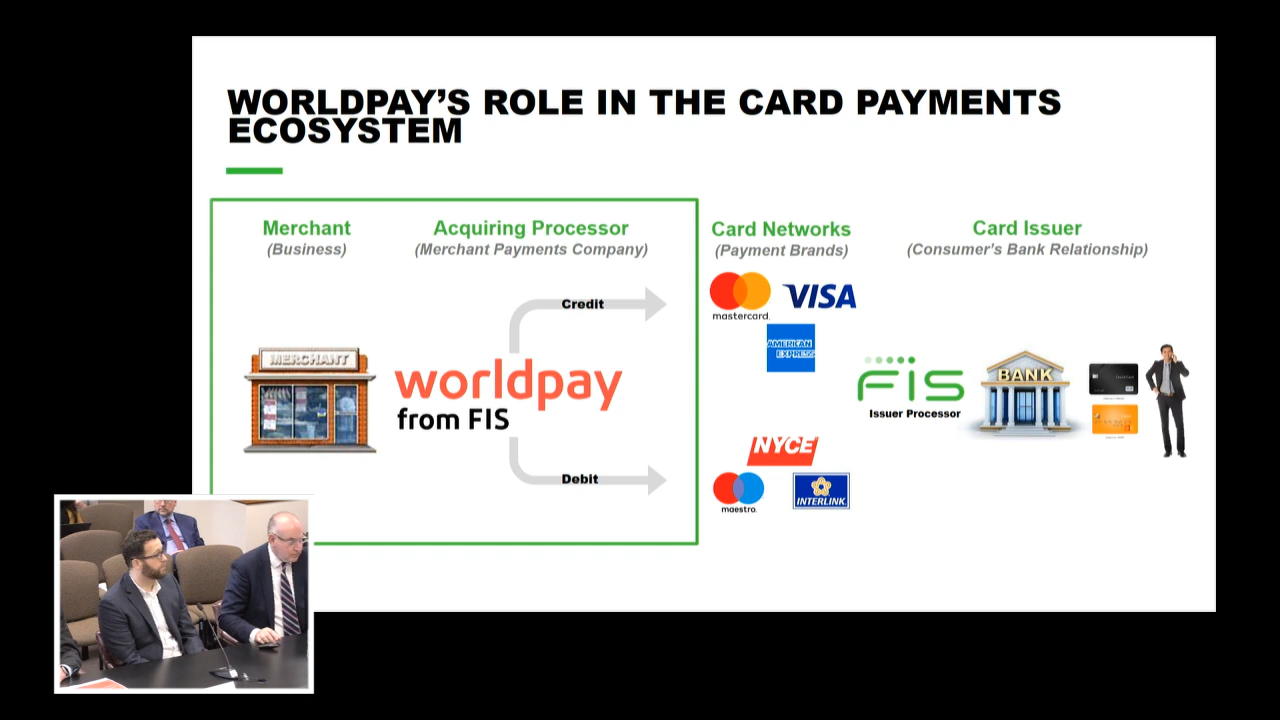 WORLDPAY'S ROLE IN THE CARD PAYMENTS
ECOSYSTEM
Merchant
(Business)
Acquiring Processor
(Merchant Payments Company)
Card Networks
(Payment Brands)
Card Issuer
(Consumer's Bank Relationship)
Credit
mastercard.
VISA
AMERICAN
EXPRESS
MERCHANT
worldpay
from FIS
FIS
Issuer Processor
BANK
Debit
NYCE
maestro.
INTERLINK